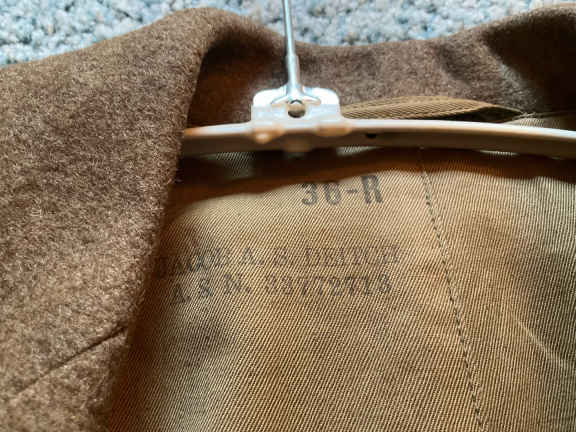 36-R
JACOB A. S. DEITCH
A. S N. 33772713